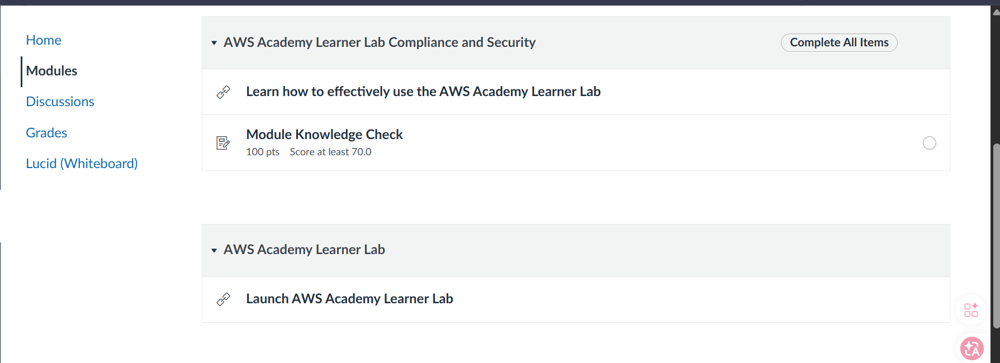 Home
Modules
Discussions
Grades
Lucid (Whiteboard)
AWS Academy Learner Lab Compliance and Security
Complete All Items
Learn how to effectively use the AWS Academy Learner Lab
Module Knowledge Check
100 pts Score at least 70.0
AWS Academy Learner Lab
Launch AWS Academy Learner Lab